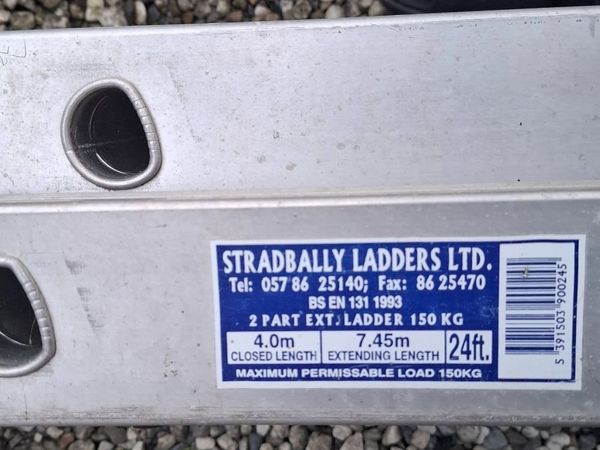 STRADBALLY LADDERS LTD.
Tel: 057 86 25140; Fax: 86 25470
BS EN 131 1993
2 PART EXT. LADDER 150 KG
4.0m 7.45m 24ft.
CLOSED LENGTH EXTENDING LENGTH
MAXIMUM PERMISSABLE LOAD 150KG
5 391503 900245